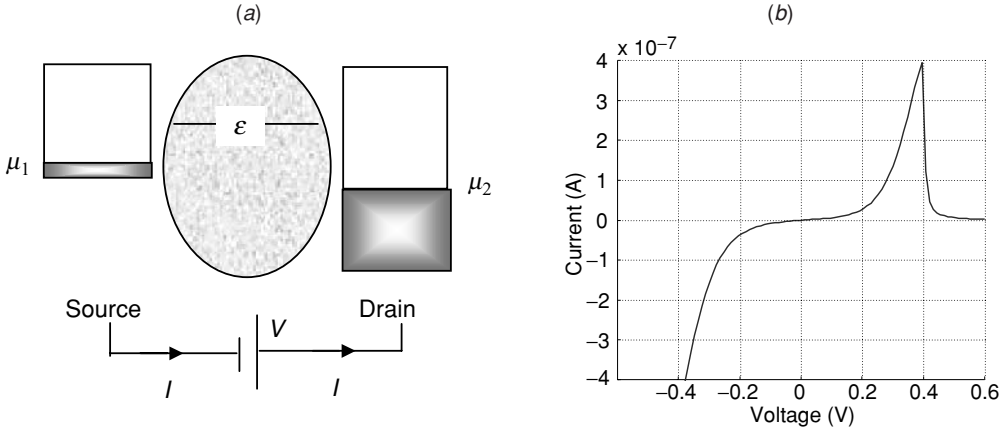 (a)
μ1
ε
μ2
Source
Drain
V
I
I
(b)
x 10−7
4
3
2
1
0
−1
−2
−3
−4
−0.4
−0.2
0
0.2
0.4
0.6
Current (A)
Voltage (V)